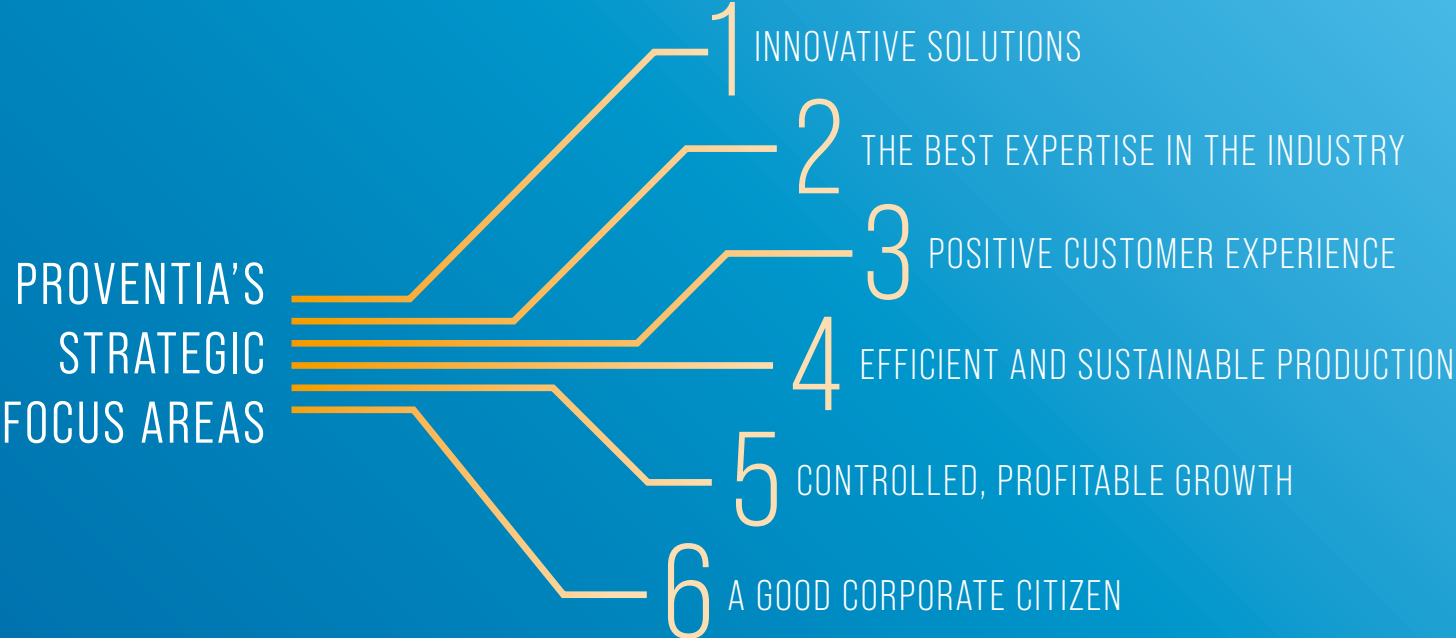 PROVENTIA'S
STRATEGIC
FOCUS AREAS
1 INNOVATIVE SOLUTIONS
2 THE BEST EXPERTISE IN THE INDUSTRY
3 POSITIVE CUSTOMER EXPERIENCE
4 EFFICIENT AND SUSTAINABLE PRODUCTION
5 CONTROLLED, PROFITABLE GROWTH
6 A GOOD CORPORATE CITIZEN